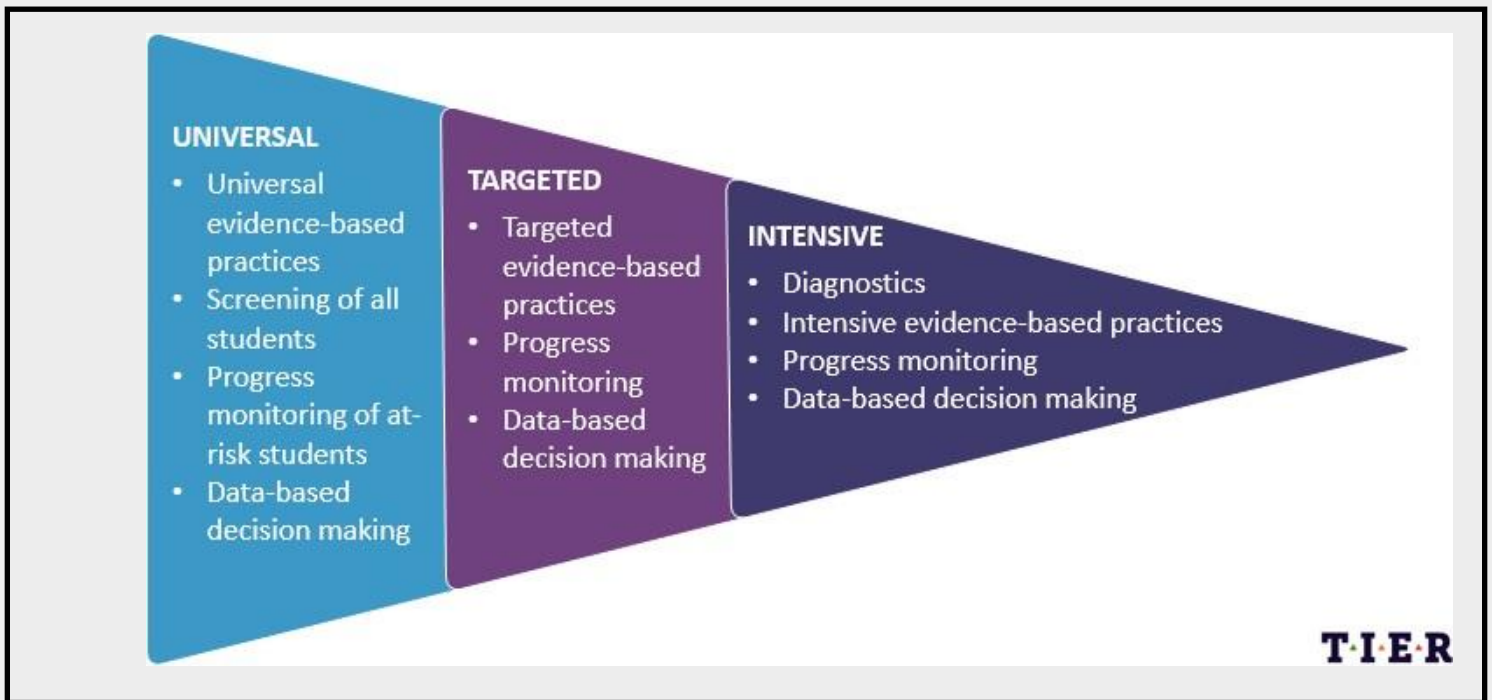 UNIVERSAL
• Universal
evidence-based
practices
• Screening of all
students
• Progress
monitoring of at-
risk students
• Data-based
decision making
TARGETED
• Targeted
evidence-based
practices
• Progress
monitoring
• Data-based
decision making
INTENSIVE
• Diagnostics
• Intensive evidence-based practices
• Progress monitoring
• Data-based decision making
T·I·E·R